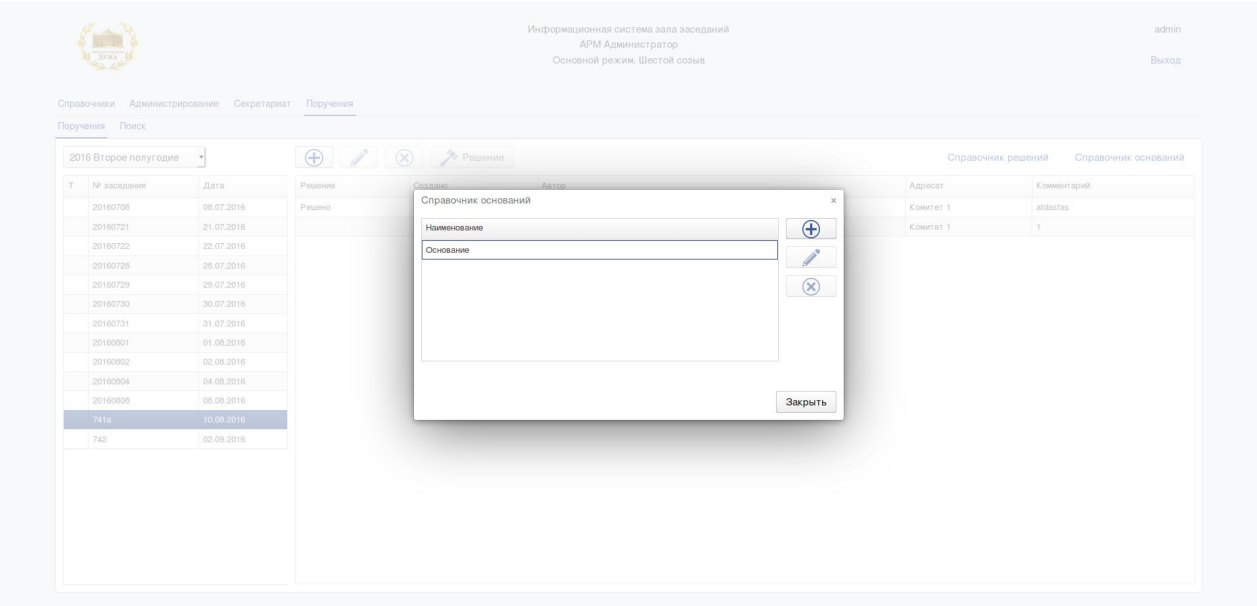 Информационная система зала заседаний
admin
АРМ Администратор
ДУМА
Основной режим. Шестой созыв
Выход
Справочники Администрирование Секретариат Поручения
Поручения Поиск
2016 Второе полугодие
Решение
Справочник решений Справочник оснований
Т № заседания Дата
Решение Создано Автор Адресат Комментарий
20160708 08.07.2016
Решено Комитет 1 afdasfas
20160721 21.07.2016
Комитет 1 1
20160722 22.07.2016
20160728 28.07.2016
20160729 29.07.2016
20160730 30.07.2016
20160731 31.07.2016
20160801 01.08.2016
20160802 02.08.2016
20160804 04.08.2016
20160808 08.08.2016
741а 10.08.2016
742 02.09.2016
Справочник оснований ×
Наименование
Основание
Закрыть